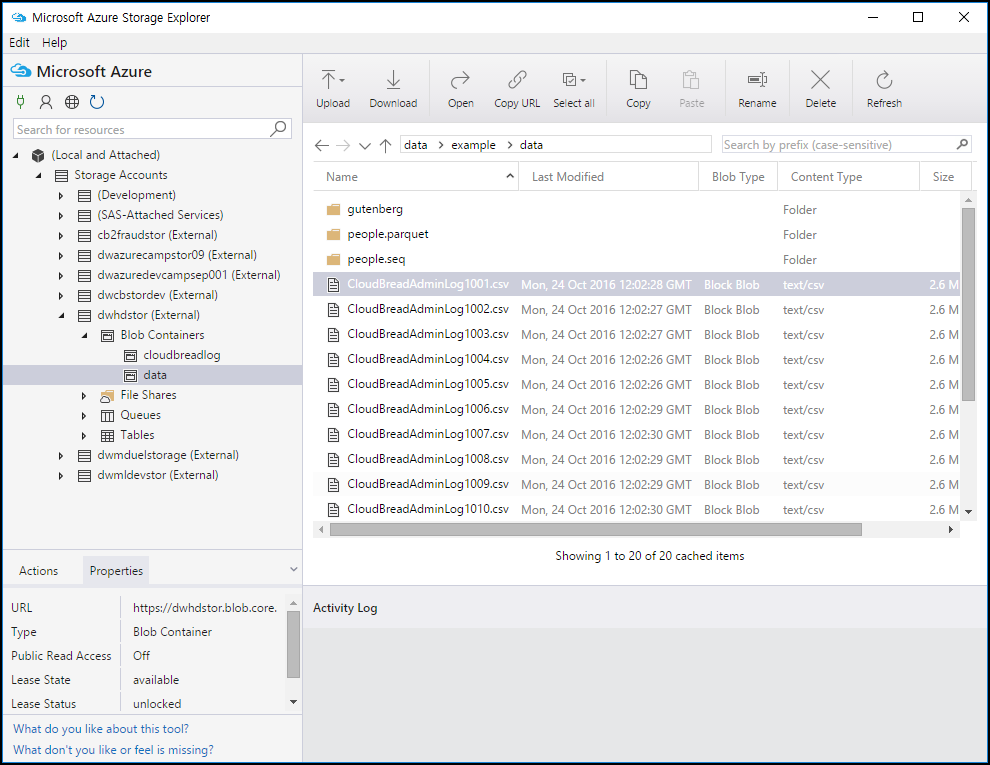 Microsoft Azure Storage Explorer
Edit Help
Microsoft Azure
Search for resources
(Local and Attached)
Storage Accounts
(Development)
(SAS-Attached Services)
cb2fraudstor (External)
dwazurecampstor09 (External)
dwazuredevcampsep001 (External)
dwcbstordev (External)
dwhdstor (External)
Blob Containers
cloudbreadlog
data
File Shares
Queues
Tables
dwmduelstorage (External)
dwmldevstor (External)
Actions Properties
URL https://dwhdstor.blob.core.
Type Blob Container
Public Read Access Off
Lease State available
Lease Status unlocked
What do you like about this tool?
What don't you like or feel is missing?
Upload Download Open Copy URL Select all Copy Paste Rename Delete Refresh
data example data Search by prefix (case-sensitive)
Name Last Modified Blob Type Content Type Size
gutenberg Folder
people.parquet Folder
people.seq Folder
CloudBreadAdminLog1001.csv Mon, 24 Oct 2016 12:02:28 GMT Block Blob text/csv 2.6 M
CloudBreadAdminLog1002.csv Mon, 24 Oct 2016 12:02:27 GMT Block Blob text/csv 2.6 M
CloudBreadAdminLog1003.csv Mon, 24 Oct 2016 12:02:27 GMT Block Blob text/csv 2.6 M
CloudBreadAdminLog1004.csv Mon, 24 Oct 2016 12:02:26 GMT Block Blob text/csv 2.6 M
CloudBreadAdminLog1005.csv Mon, 24 Oct 2016 12:02:26 GMT Block Blob text/csv 2.6 M
CloudBreadAdminLog1006.csv Mon, 24 Oct 2016 12:02:29 GMT Block Blob text/csv 2.6 M
CloudBreadAdminLog1007.csv Mon, 24 Oct 2016 12:02:30 GMT Block Blob text/csv 2.6 M
CloudBreadAdminLog1008.csv Mon, 24 Oct 2016 12:02:29 GMT Block Blob text/csv 2.6 M
CloudBreadAdminLog1009.csv Mon, 24 Oct 2016 12:02:29 GMT Block Blob text/csv 2.6 M
CloudBreadAdminLog1010.csv Mon, 24 Oct 2016 12:02:30 GMT Block Blob text/csv 2.6 M
Showing 1 to 20 of 20 cached items
Activity Log